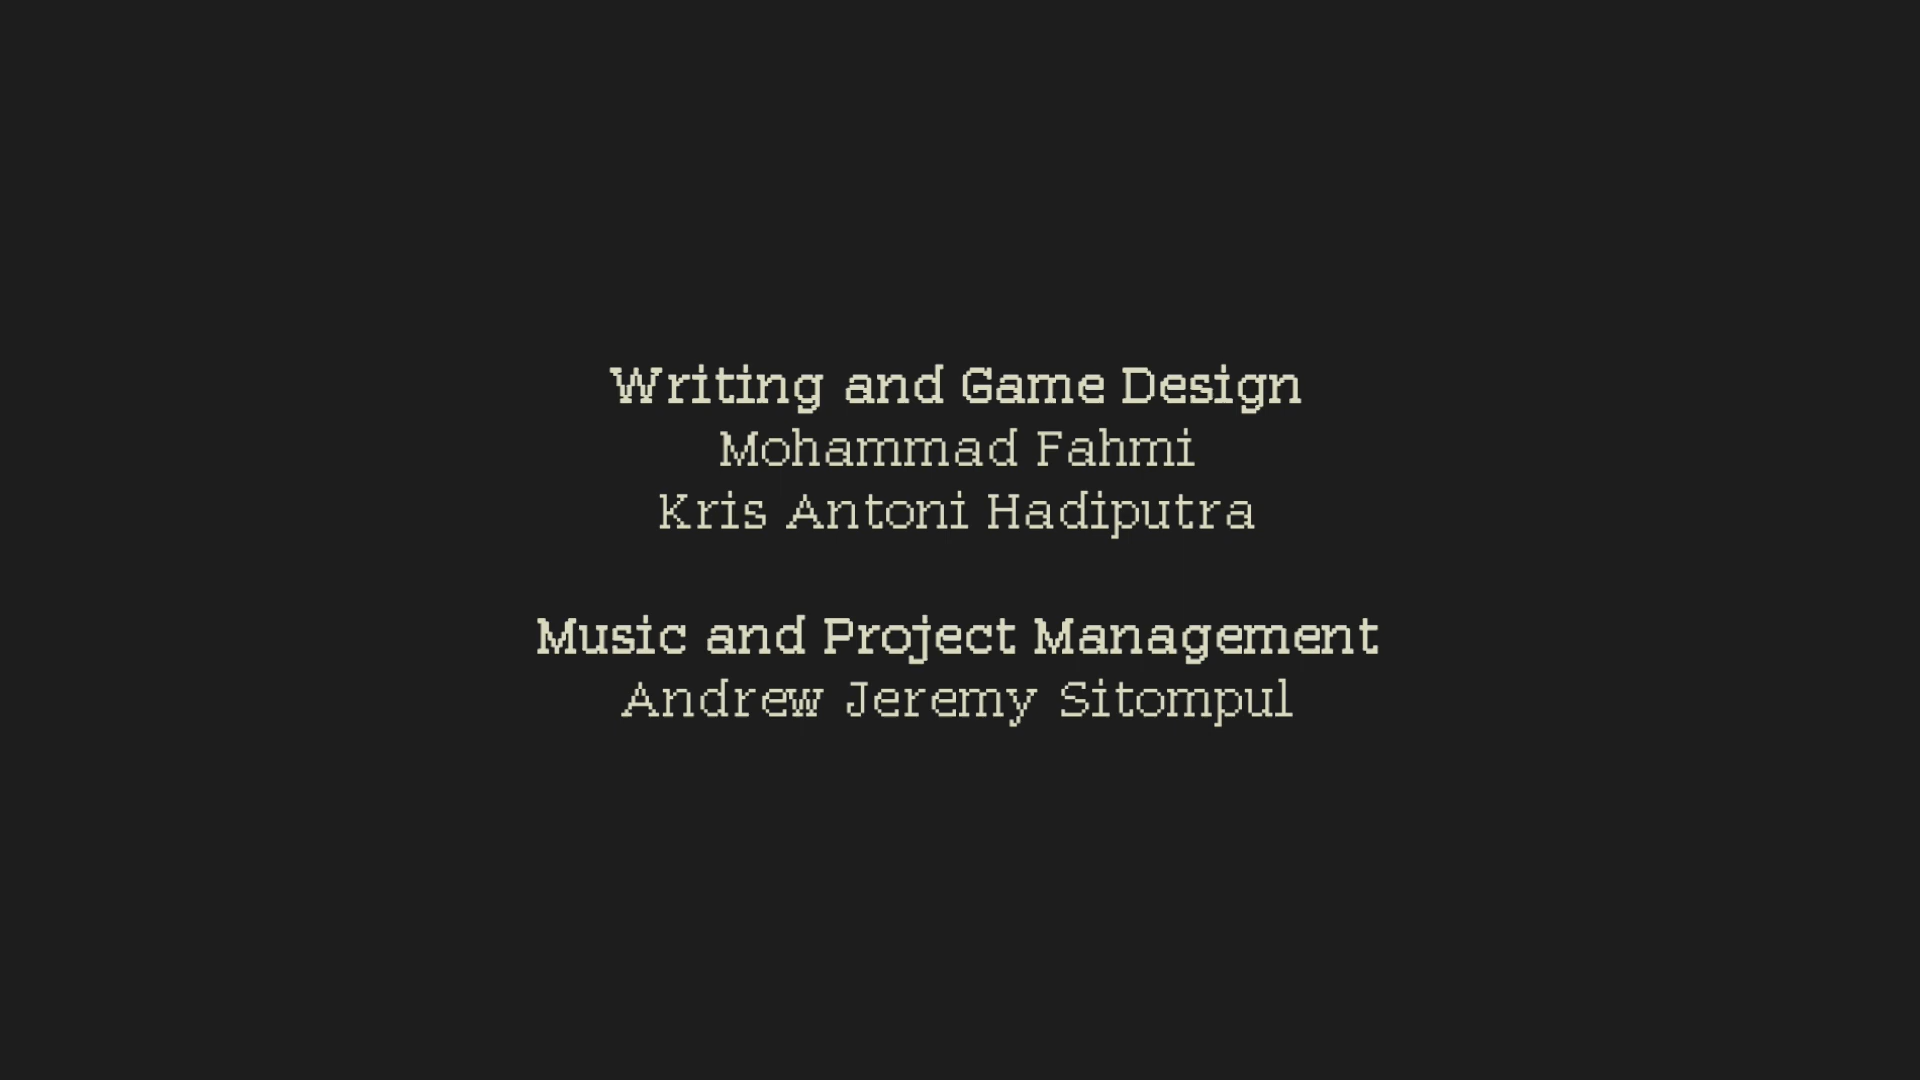 Writing and Game Design
Mohammad Fahmi
Kris Antoni Hadiputra
Music and Project Management
Andrew Jeremy Sitompul